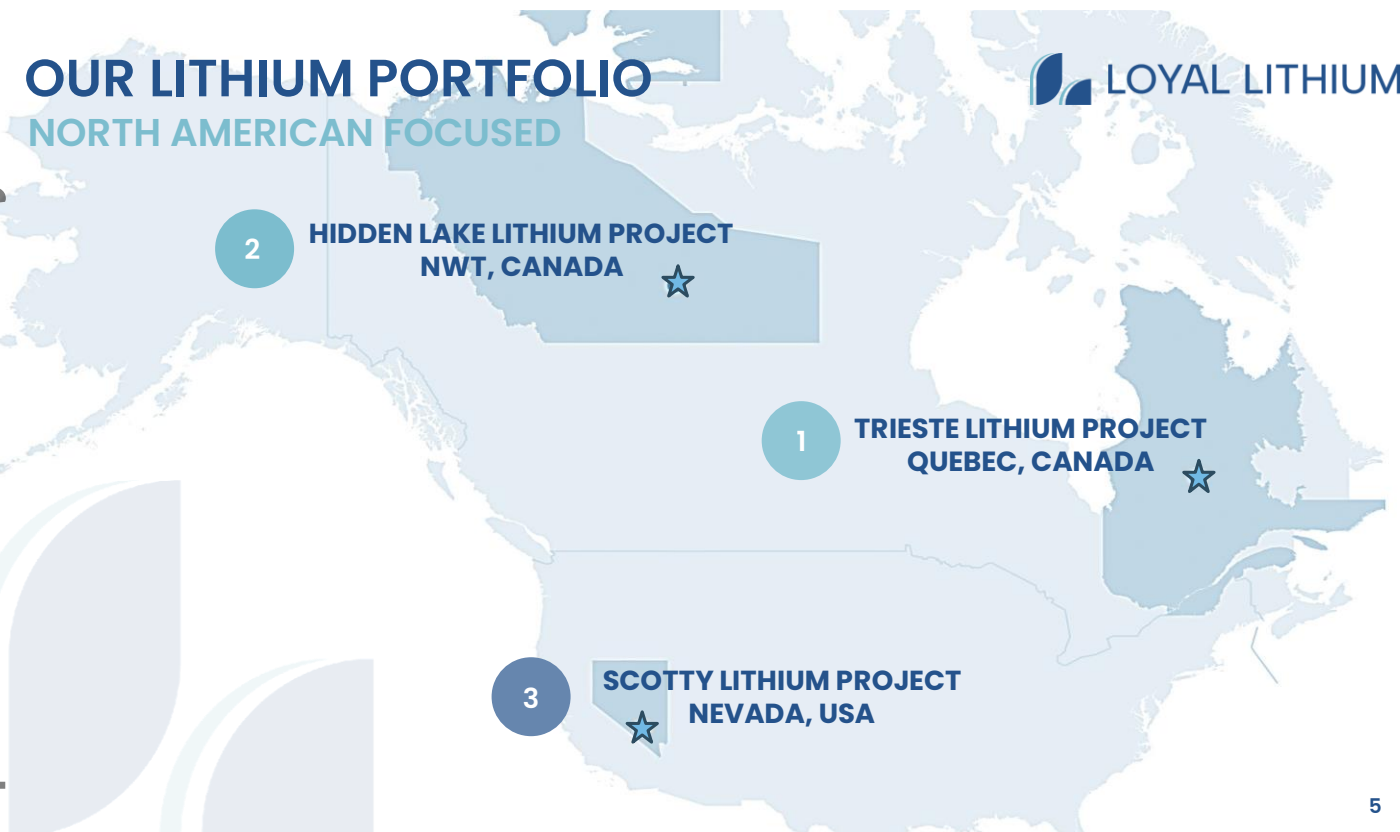 OUR LITHIUM PORTFOLIO
NORTH AMERICAN FOCUSED
LOYAL LITHIUM
2
HIDDEN LAKE LITHIUM PROJECT
NWT, CANADA
1
TRIESTE LITHIUM PROJECT
QUEBEC, CANADA
3
SCOTTY LITHIUM PROJECT
NEVADA, USA
5